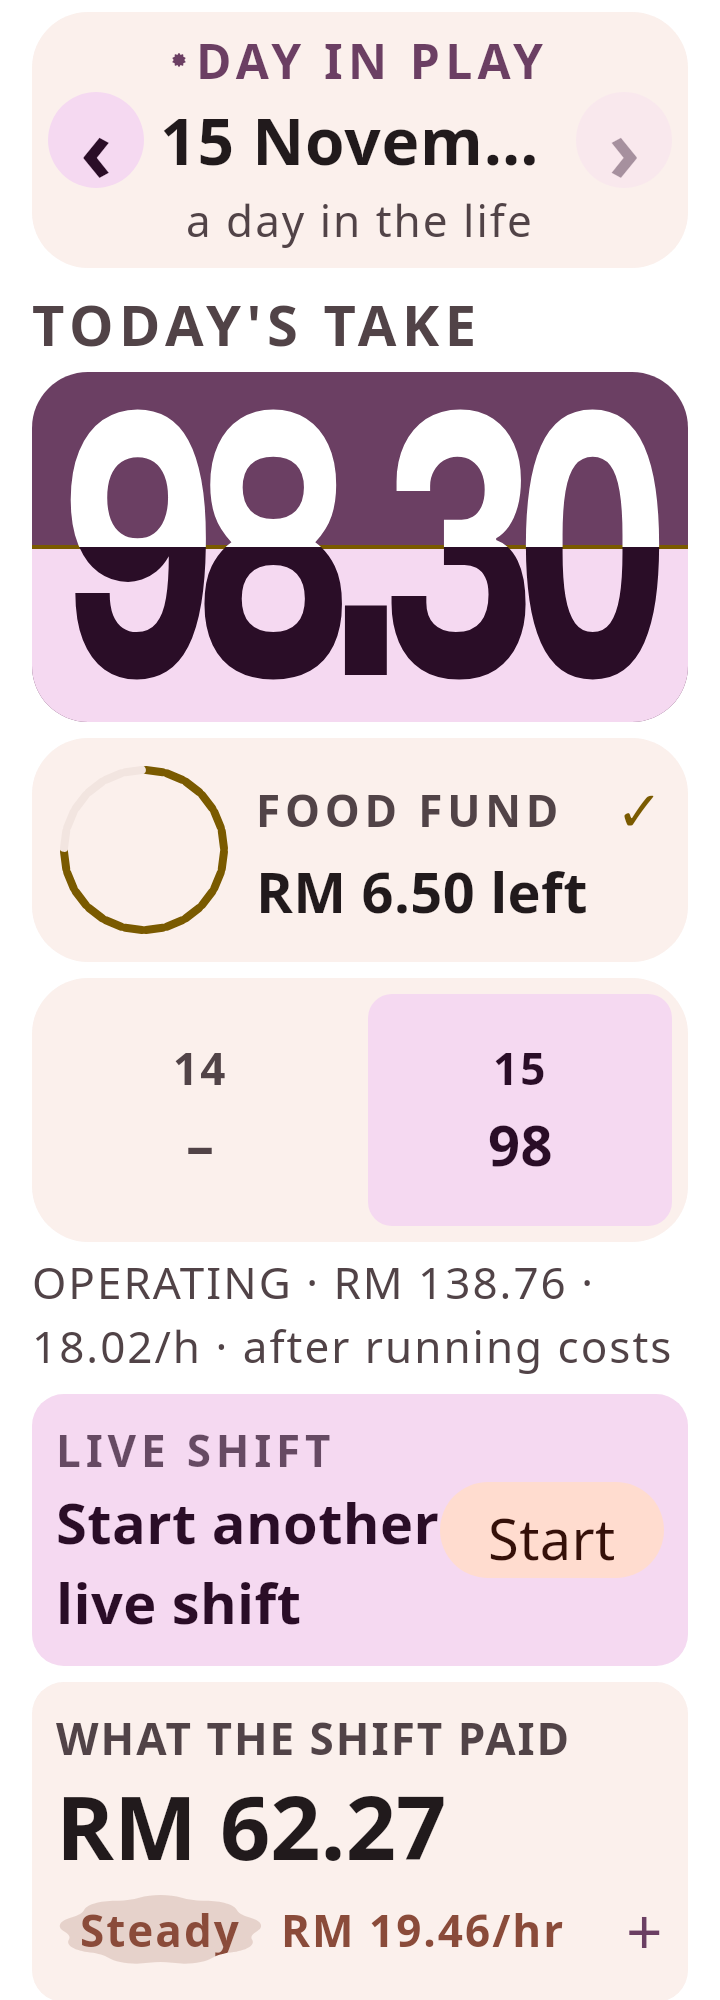 DAY IN PLAY
‹ 15 Novem... ›
a day in the life
TODAY'S TAKE
98.30
FOOD FUND ✓
RM 6.50 left
14 15
– 98
OPERATING · RM 138.76 ·
18.02/h · after running costs
LIVE SHIFT
Start another
live shift
Start
WHAT THE SHIFT PAID
RM 62.27
Steady RM 19.46/hr +